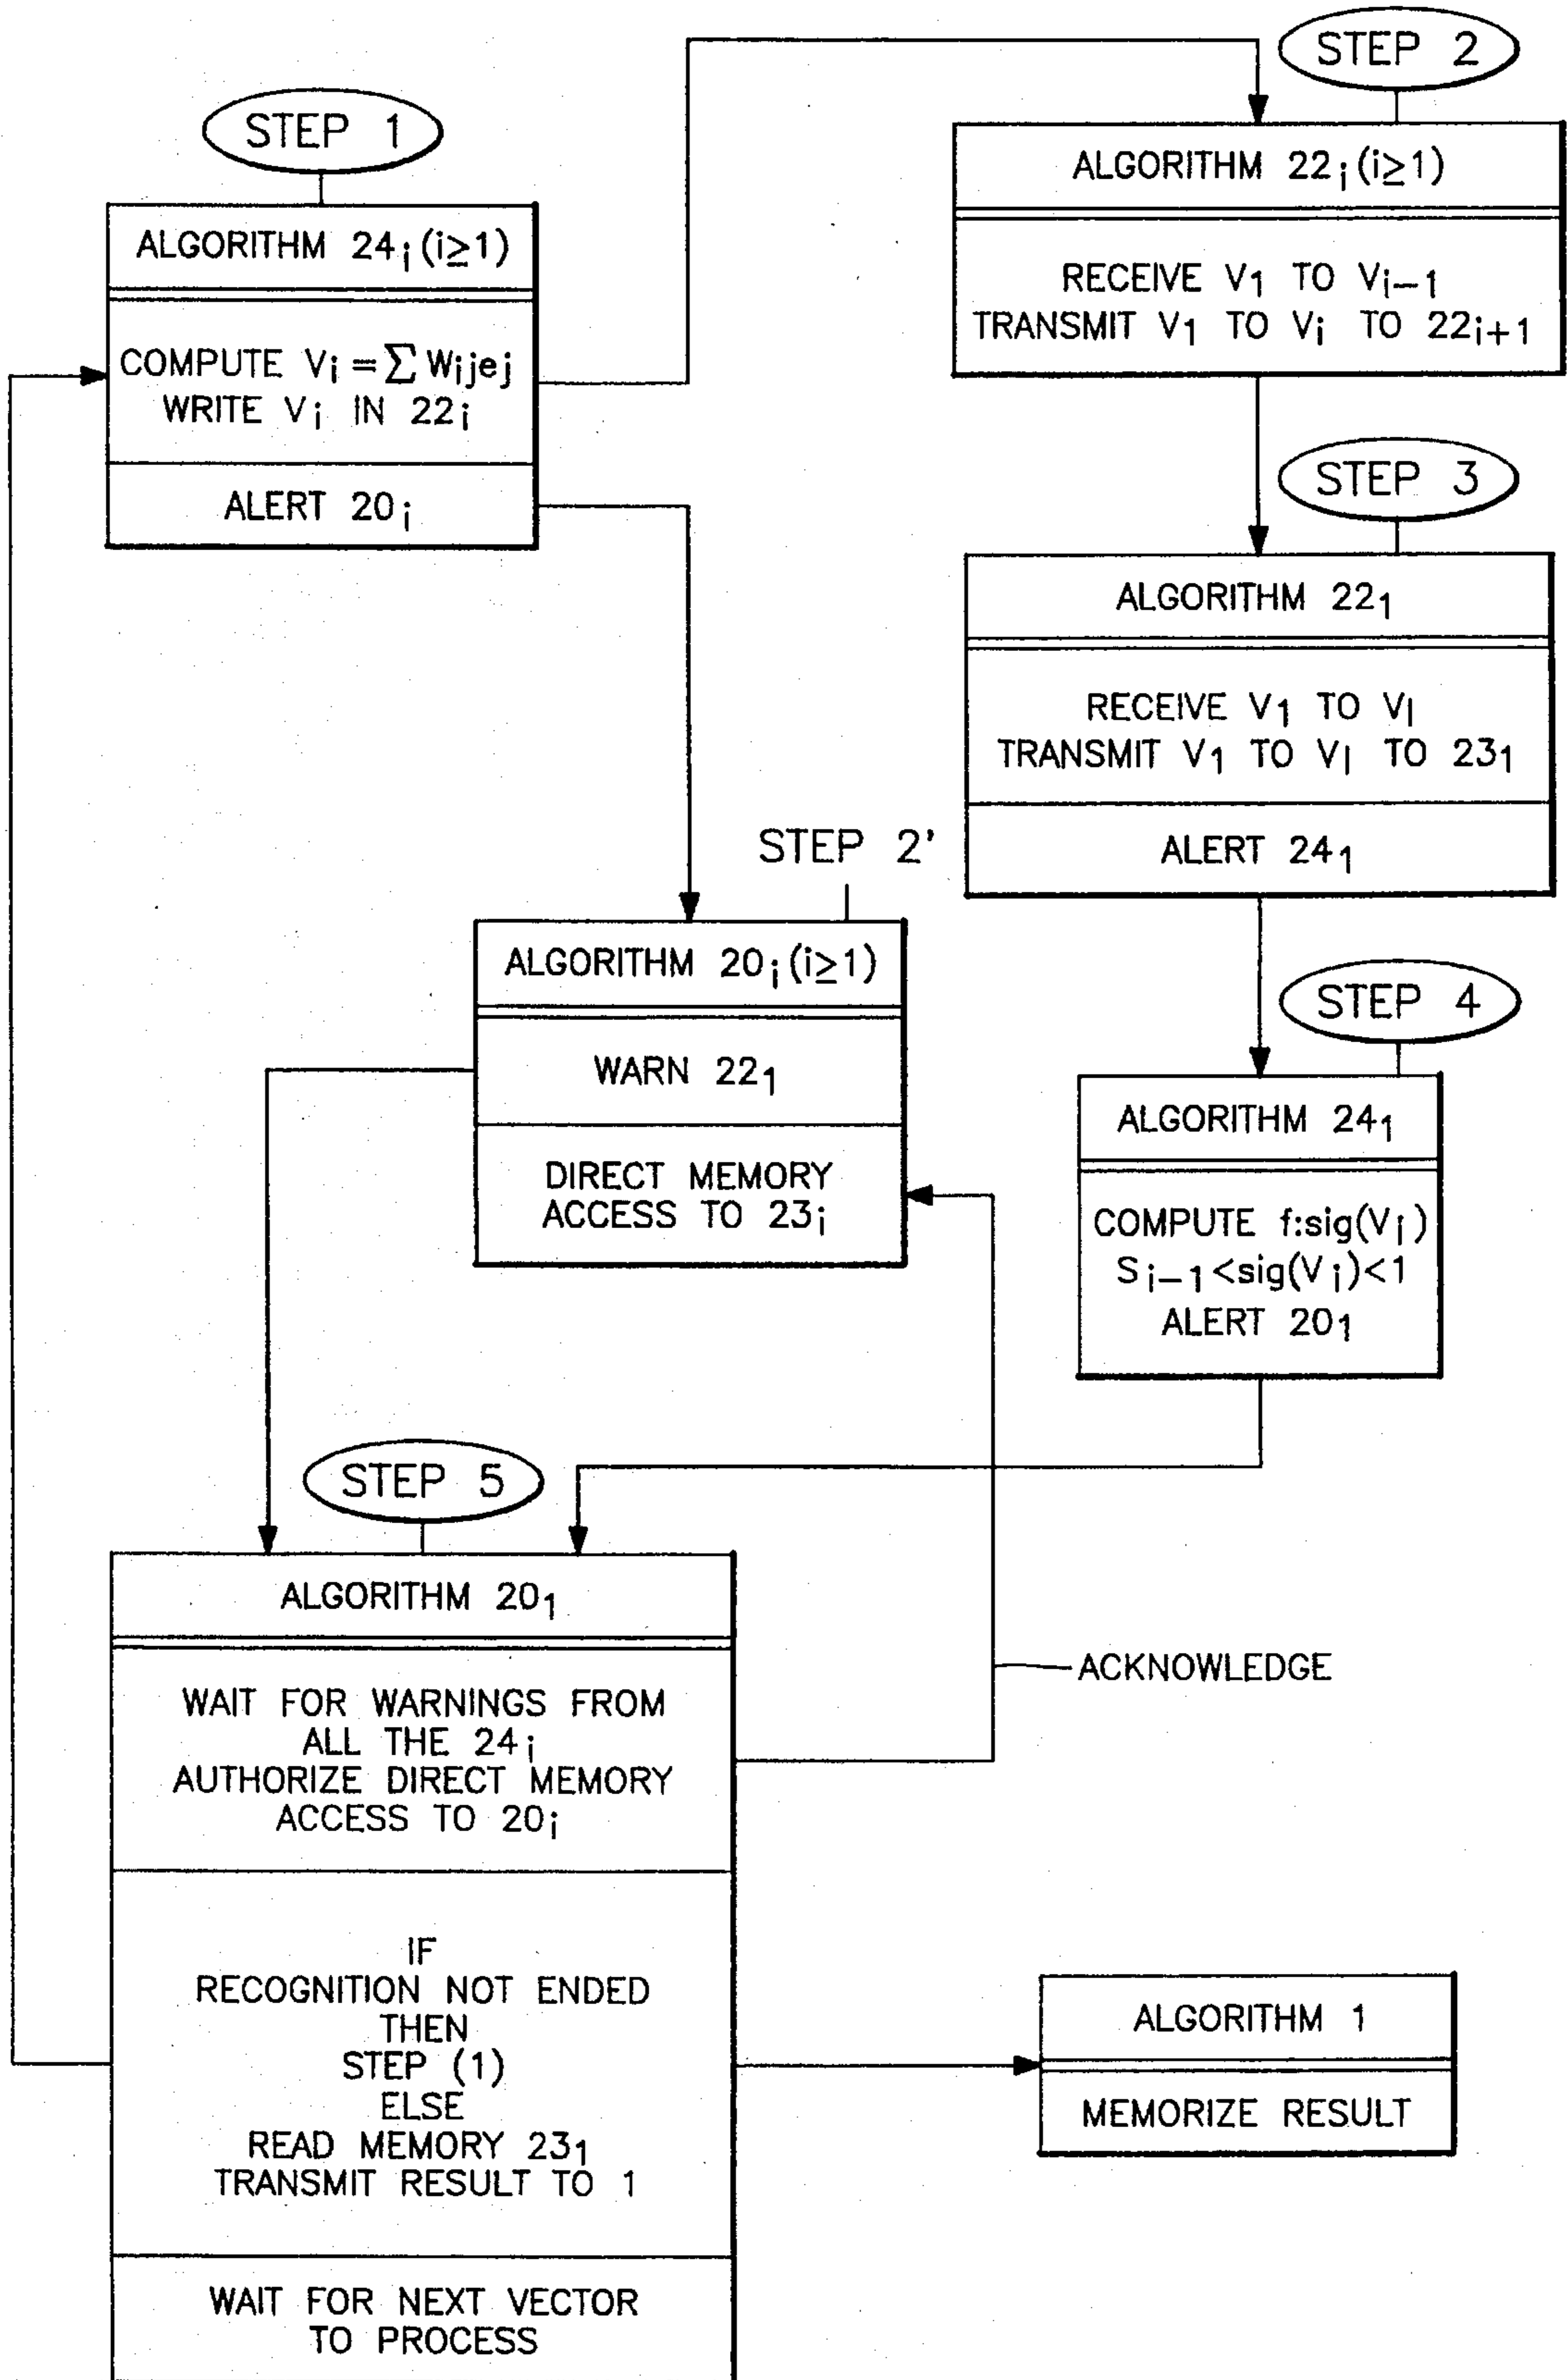 STEP 1
ALGORITHM 24i (i≥1)
COMPUTE Vi = ∑ Wijej
WRITE Vi IN 22i
ALERT 20i
STEP 2
ALGORITHM 22i (i≥1)
RECEIVE V1 TO Vi−1
TRANSMIT V1 TO Vi TO 22i+1
STEP 3
ALGORITHM 221
RECEIVE V1 TO VI
TRANSMIT V1 TO VI TO 231
ALERT 241
STEP 2'
ALGORITHM 20i (i≥1)
WARN 221
DIRECT MEMORY
ACCESS TO 23i
STEP 4
ALGORITHM 241
COMPUTE f:sig(Vi)
Si−1<sig(Vi)<1
ALERT 201
STEP 5
ALGORITHM 201
WAIT FOR WARNINGS FROM
ALL THE 24i
AUTHORIZE DIRECT MEMORY
ACCESS TO 20i
ACKNOWLEDGE
IF
RECOGNITION NOT ENDED
THEN
STEP (1)
ELSE
READ MEMORY 231
TRANSMIT RESULT TO 1
WAIT FOR NEXT VECTOR
TO PROCESS
ALGORITHM 1
MEMORIZE RESULT